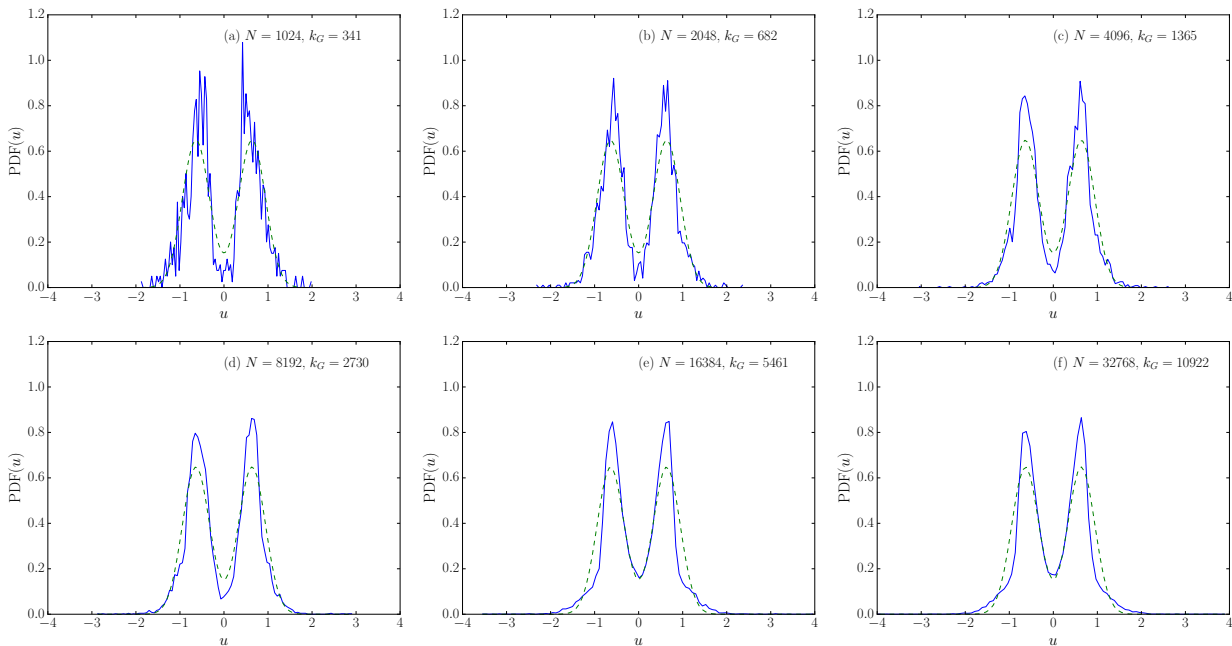 (a) N = 1024, k_G = 341
PDF(u)
1.2
1.0
0.8
0.6
0.4
0.2
0.0
−4 −3 −2 −1 0 1 2 3 4
u
(b) N = 2048, k_G = 682
PDF(u)
1.2
1.0
0.8
0.6
0.4
0.2
0.0
−4 −3 −2 −1 0 1 2 3 4
u
(c) N = 4096, k_G = 1365
PDF(u)
1.2
1.0
0.8
0.6
0.4
0.2
0.0
−4 −3 −2 −1 0 1 2 3 4
u
(d) N = 8192, k_G = 2730
PDF(u)
1.2
1.0
0.8
0.6
0.4
0.2
0.0
−4 −3 −2 −1 0 1 2 3 4
u
(e) N = 16384, k_G = 5461
PDF(u)
1.2
1.0
0.8
0.6
0.4
0.2
0.0
−4 −3 −2 −1 0 1 2 3 4
u
(f) N = 32768, k_G = 10922
PDF(u)
1.2
1.0
0.8
0.6
0.4
0.2
0.0
−4 −3 −2 −1 0 1 2 3 4
u